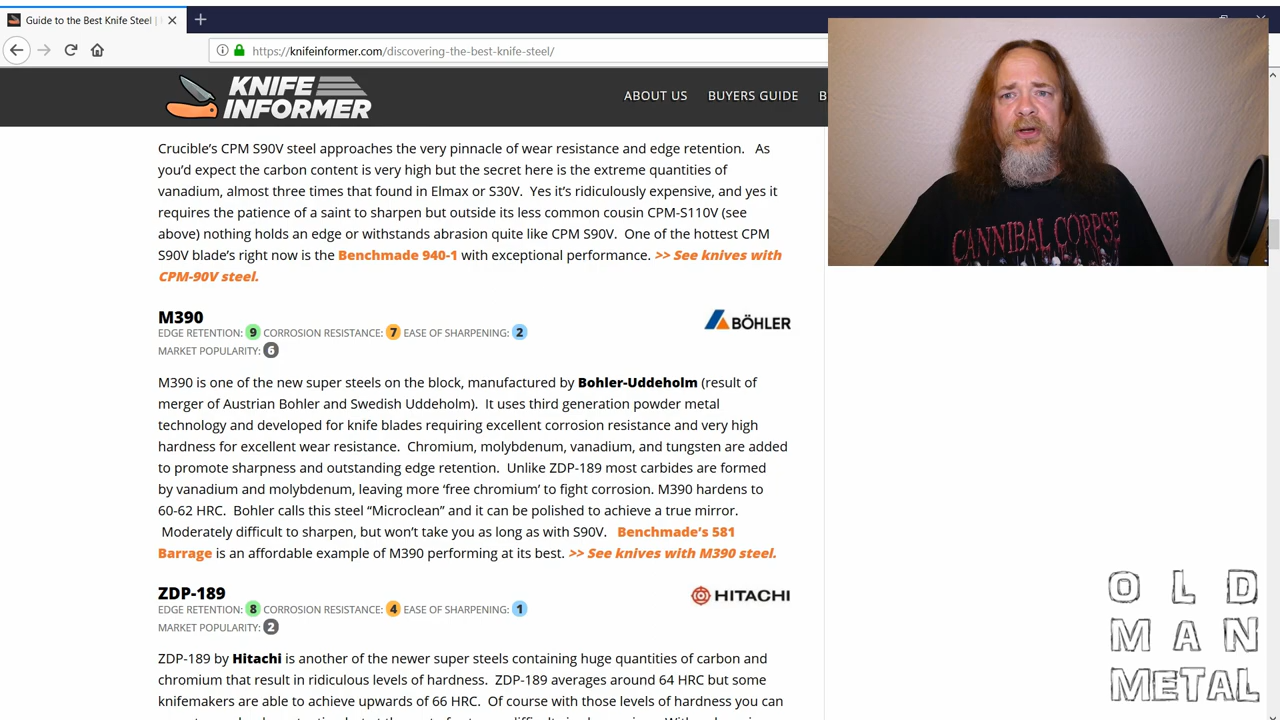 Guide to the Best Knife Steel |
https://knifeinformer.com/discovering-the-best-knife-steel/
KNIFE
INFORMER
ABOUT US BUYERS GUIDE B
Crucible's CPM S90V steel approaches the very pinnacle of wear resistance and edge retention. As
you'd expect the carbon content is very high but the secret here is the extreme quantities of
vanadium, almost three times that found in Elmax or S30V. Yes it's ridiculously expensive, and yes it
requires the patience of a saint to sharpen but outside its less common cousin CPM-S110V (see
above) nothing holds an edge or withstands abrasion quite like CPM S90V. One of the hottest CPM
S90V blade's right now is the Benchmade 940-1 with exceptional performance. >> See knives with
CPM-90V steel.
M390
BÖHLER
EDGE RETENTION: 9 CORROSION RESISTANCE: 7 EASE OF SHARPENING: 2
MARKET POPULARITY: 6
M390 is one of the new super steels on the block, manufactured by Bohler-Uddeholm (result of
merger of Austrian Bohler and Swedish Uddeholm). It uses third generation powder metal
technology and developed for knife blades requiring excellent corrosion resistance and very high
hardness for excellent wear resistance. Chromium, molybdenum, vanadium, and tungsten are added
to promote sharpness and outstanding edge retention. Unlike ZDP-189 most carbides are formed
by vanadium and molybdenum, leaving more 'free chromium' to fight corrosion. M390 hardens to
60-62 HRC. Bohler calls this steel "Microclean" and it can be polished to achieve a true mirror.
Moderately difficult to sharpen, but won't take you as long as with S90V. Benchmade's 581
Barrage is an affordable example of M390 performing at its best. >> See knives with M390 steel.
ZDP-189
HITACHI
EDGE RETENTION: 8 CORROSION RESISTANCE: 4 EASE OF SHARPENING: 1
MARKET POPULARITY: 2
ZDP-189 by Hitachi is another of the newer super steels containing huge quantities of carbon and
chromium that result in ridiculous levels of hardness. ZDP-189 averages around 64 HRC but some
knifemakers are able to achieve upwards of 66 HRC. Of course with those levels of hardness you can
CANNIBAL CORPSE
OLD
MAN
METAL